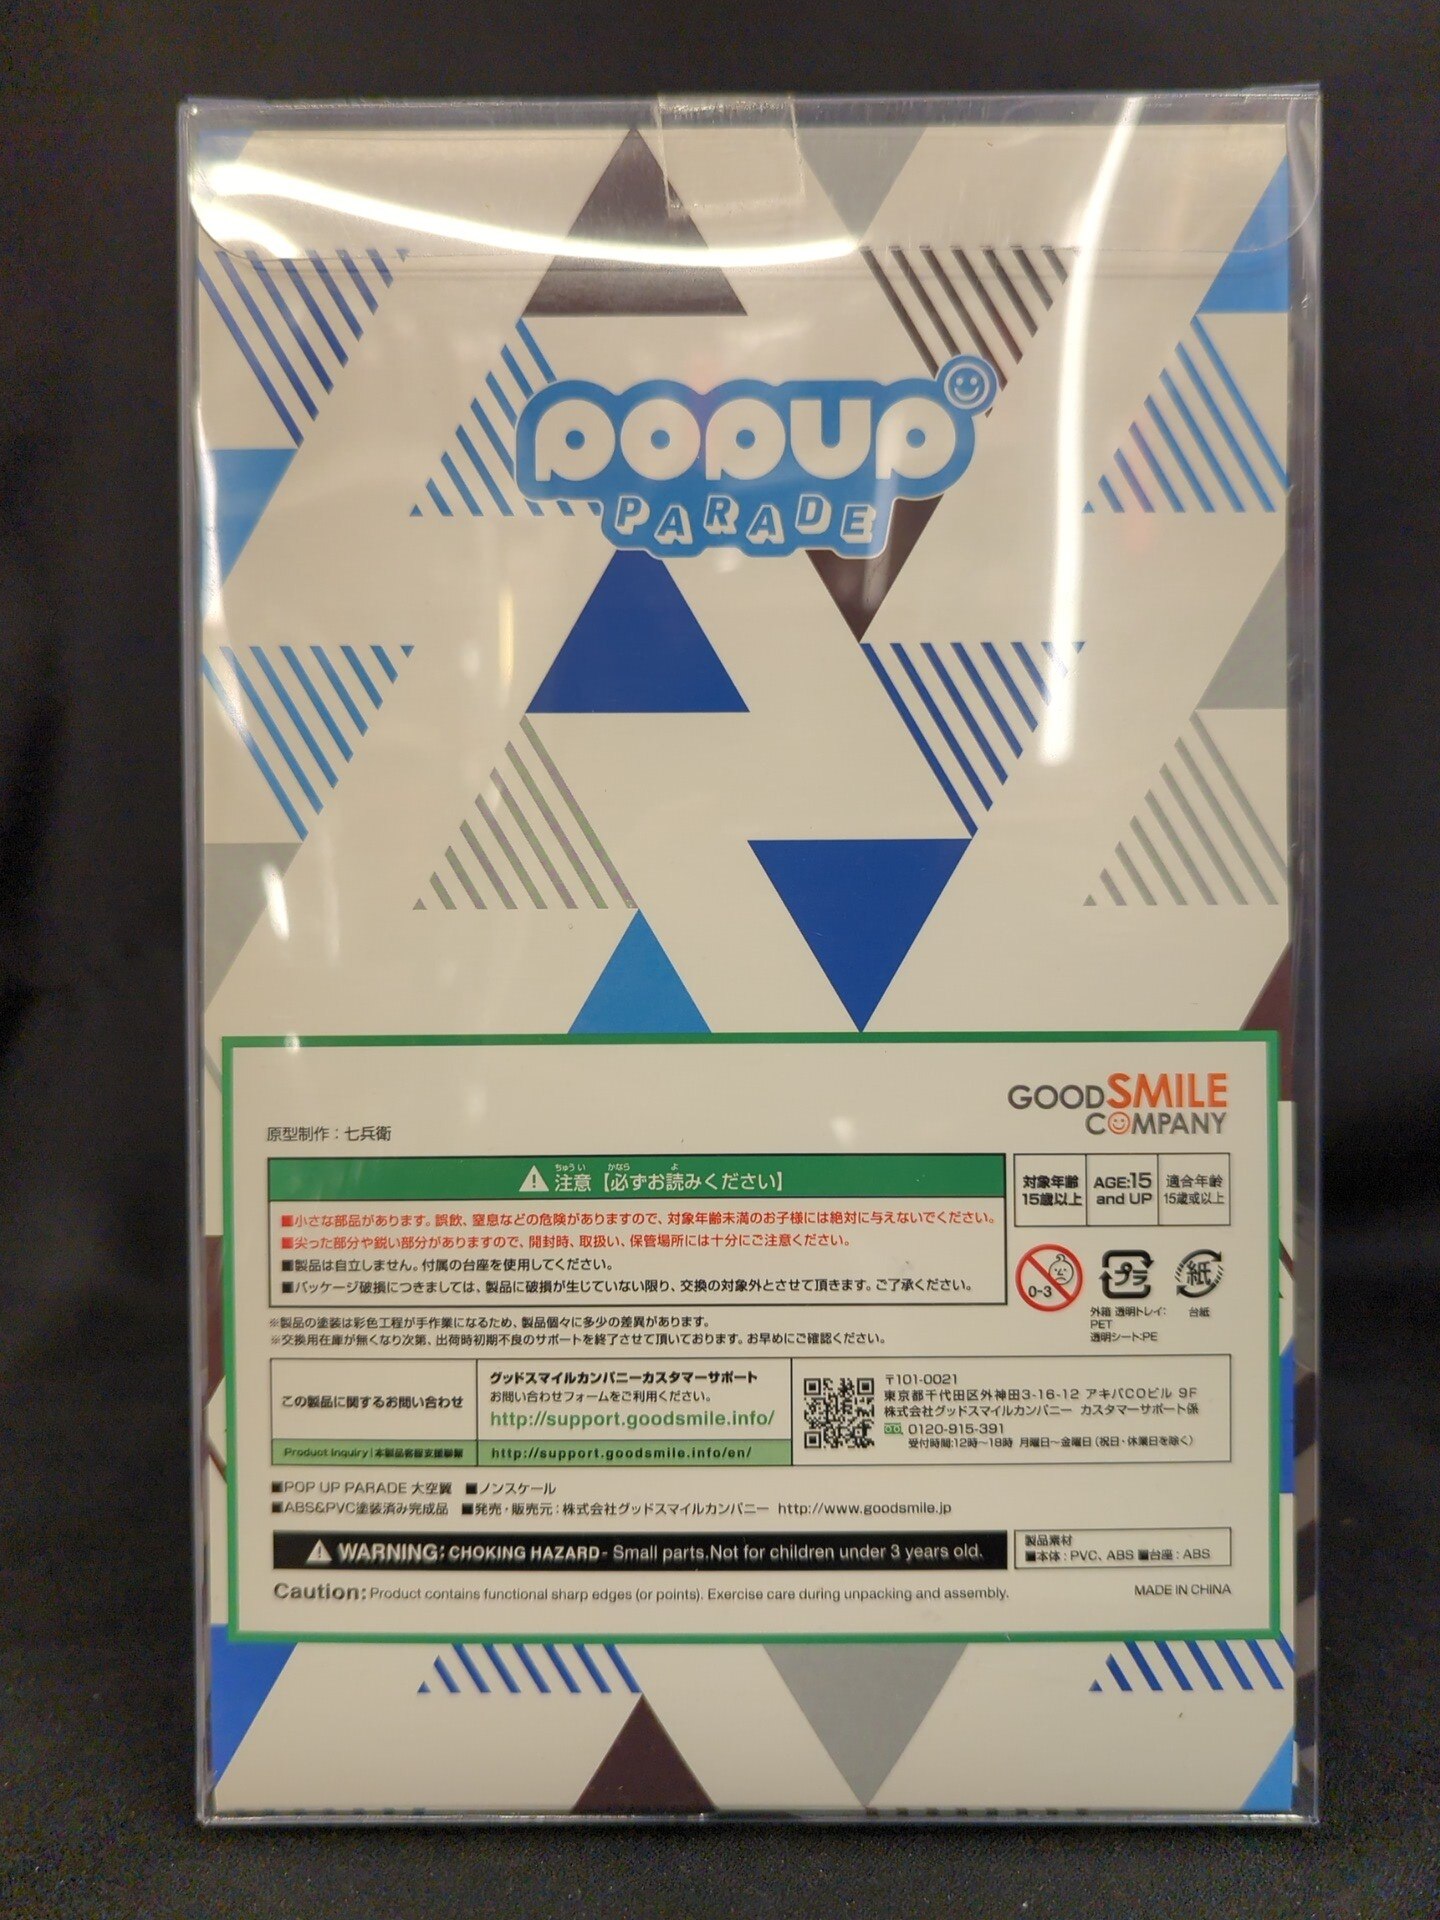 POPUP
PARADE
GOODSMILE
COMPANY
原型制作：七兵衛
注意【必ずお読みください】
ちゅうい かなら よ
■小さな部品があります。誤飲、窒息などの危険がありますので、対象年齢未満のお子様には絶対に与えないでください。
■尖った部分や鋭い部分がありますので、開封時、取扱い、保管場所には十分にご注意ください。
■製品は自立しません。付属の台座を使用してください。
■パッケージ破損につきましては、製品に破損が生じていない限り、交換の対象外とさせて頂きます。ご了承ください。
対象年齢
15歳以上
AGE:15
and UP
適合年齢
15歳或以上
0-3
プラ
紙
外箱 透明トレイ:
PET
透明シート:PE
台紙
※製品の塗装は彩色工程が手作業になるため、製品個々に多少の差異があります。
※交換用在庫が無くなり次第、出荷時初期不良のサポートを終了させて頂いております。お早めにご確認ください。
この製品に関するお問い合わせ
グッドスマイルカンパニーカスタマーサポート
お問い合わせフォームをご利用ください。
http://support.goodsmile.info/
Product Inquiry | 本製品客服支援聯絡
http://support.goodsmile.info/en/
〒101-0021
東京都千代田区外神田3-16-12 アキバCOビル 9F
株式会社グッドスマイルカンパニー カスタマーサポート係
0120-915-391
受付時間:12時～18時 月曜日～金曜日（祝日・休業日を除く）
■POP UP PARADE 大空翼 ■ノンスケール
■ABS&PVC塗装済み完成品 ■発売・販売元：株式会社グッドスマイルカンパニー http://www.goodsmile.jp
WARNING: CHOKING HAZARD- Small parts.Not for children under 3 years old.
製品素材
■本体：PVC、ABS ■台座：ABS
Caution: Product contains functional sharp edges (or points). Exercise care during unpacking and assembly.
MADE IN CHINA